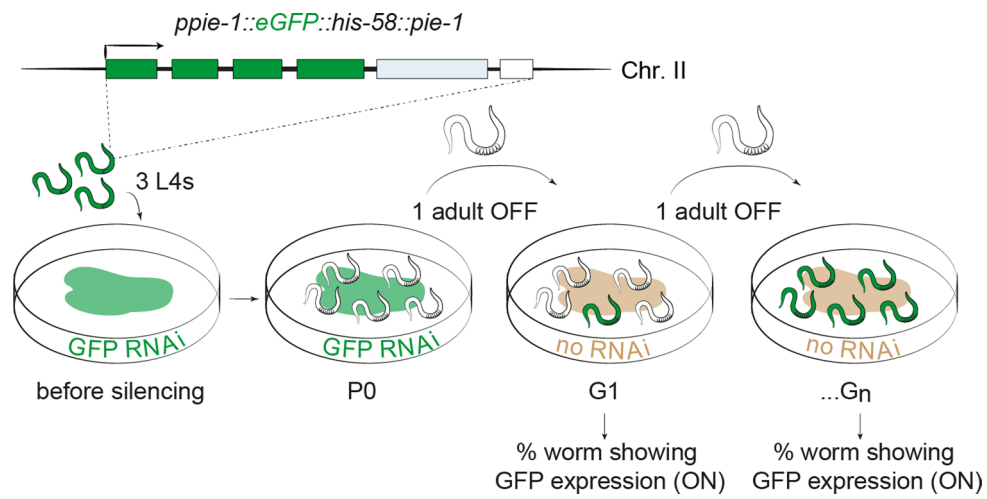 ppie-1::eGFP::his-58::pie-1
Chr. II
3 L4s
1 adult OFF
1 adult OFF
GFP RNAi
GFP RNAi
no RNAi
no RNAi
before silencing
P0
G1
...Gn
% worm showing
GFP expression (ON)
% worm showing
GFP expression (ON)